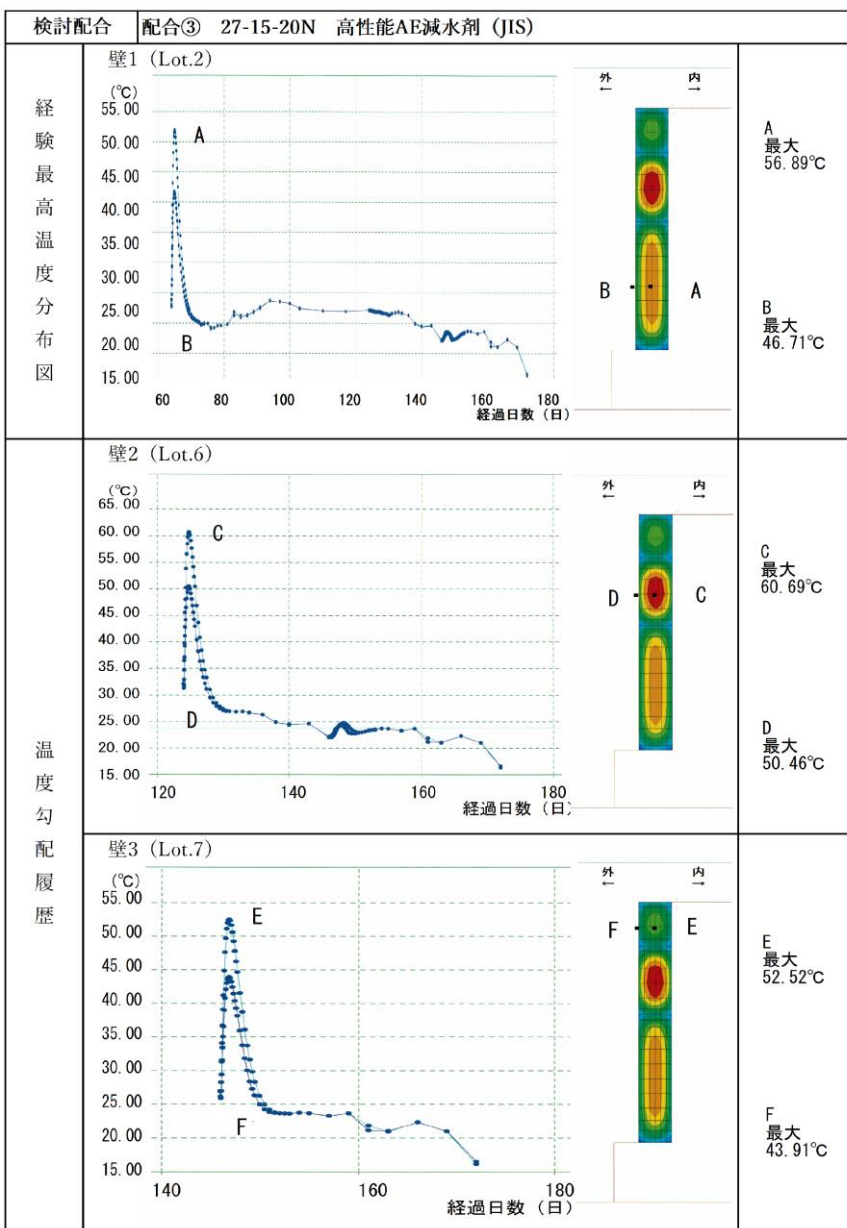 検討配合 配合③ 27-15-20N 高性能AE減水剤（JIS）
経験最高温度分布図
壁1（Lot.2）
(℃)
55.00
50.00
45.00
40.00
35.00
30.00
25.00
20.00
15.00
A
B
60 80 100 120 140 160 180
経過日数（日）
外 内
← →
B A
A
最大
56.89℃
B
最大
46.71℃
温度勾配履歴
壁2（Lot.6）
(℃)
65.00
60.00
55.00
50.00
45.00
40.00
35.00
30.00
25.00
20.00
15.00
C
D
120 140 160 180
経過日数（日）
外 内
← →
D C
C
最大
60.69℃
D
最大
50.46℃
壁3（Lot.7）
(℃)
55.00
50.00
45.00
40.00
35.00
30.00
25.00
20.00
15.00
E
F
140 160 180
経過日数（日）
外 内
← →
F E
E
最大
52.52℃
F
最大
43.91℃